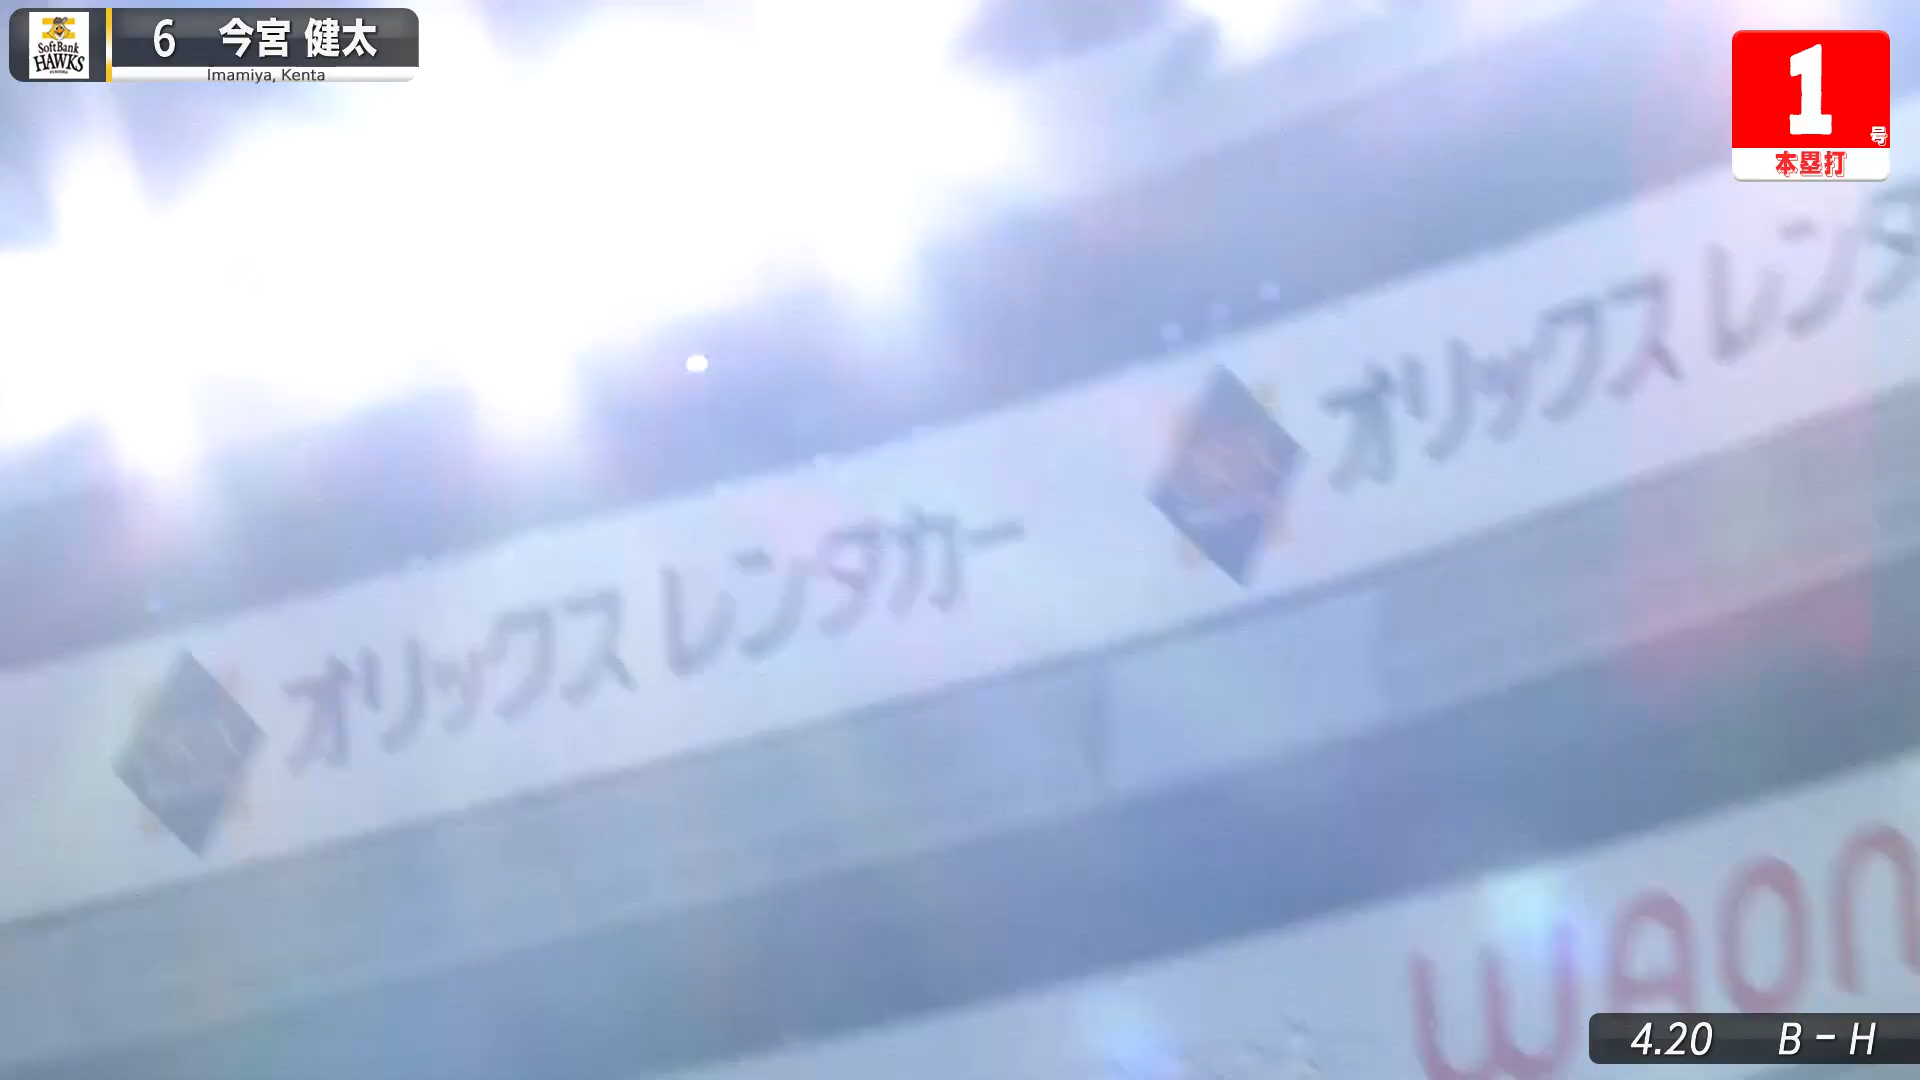 SoftBank
HAWKS
6 今宮 健太
Imamiya, Kenta
1
号
本塁打
オリックス レンタ
オリックス レンタカー
WAON
4.20 B - H